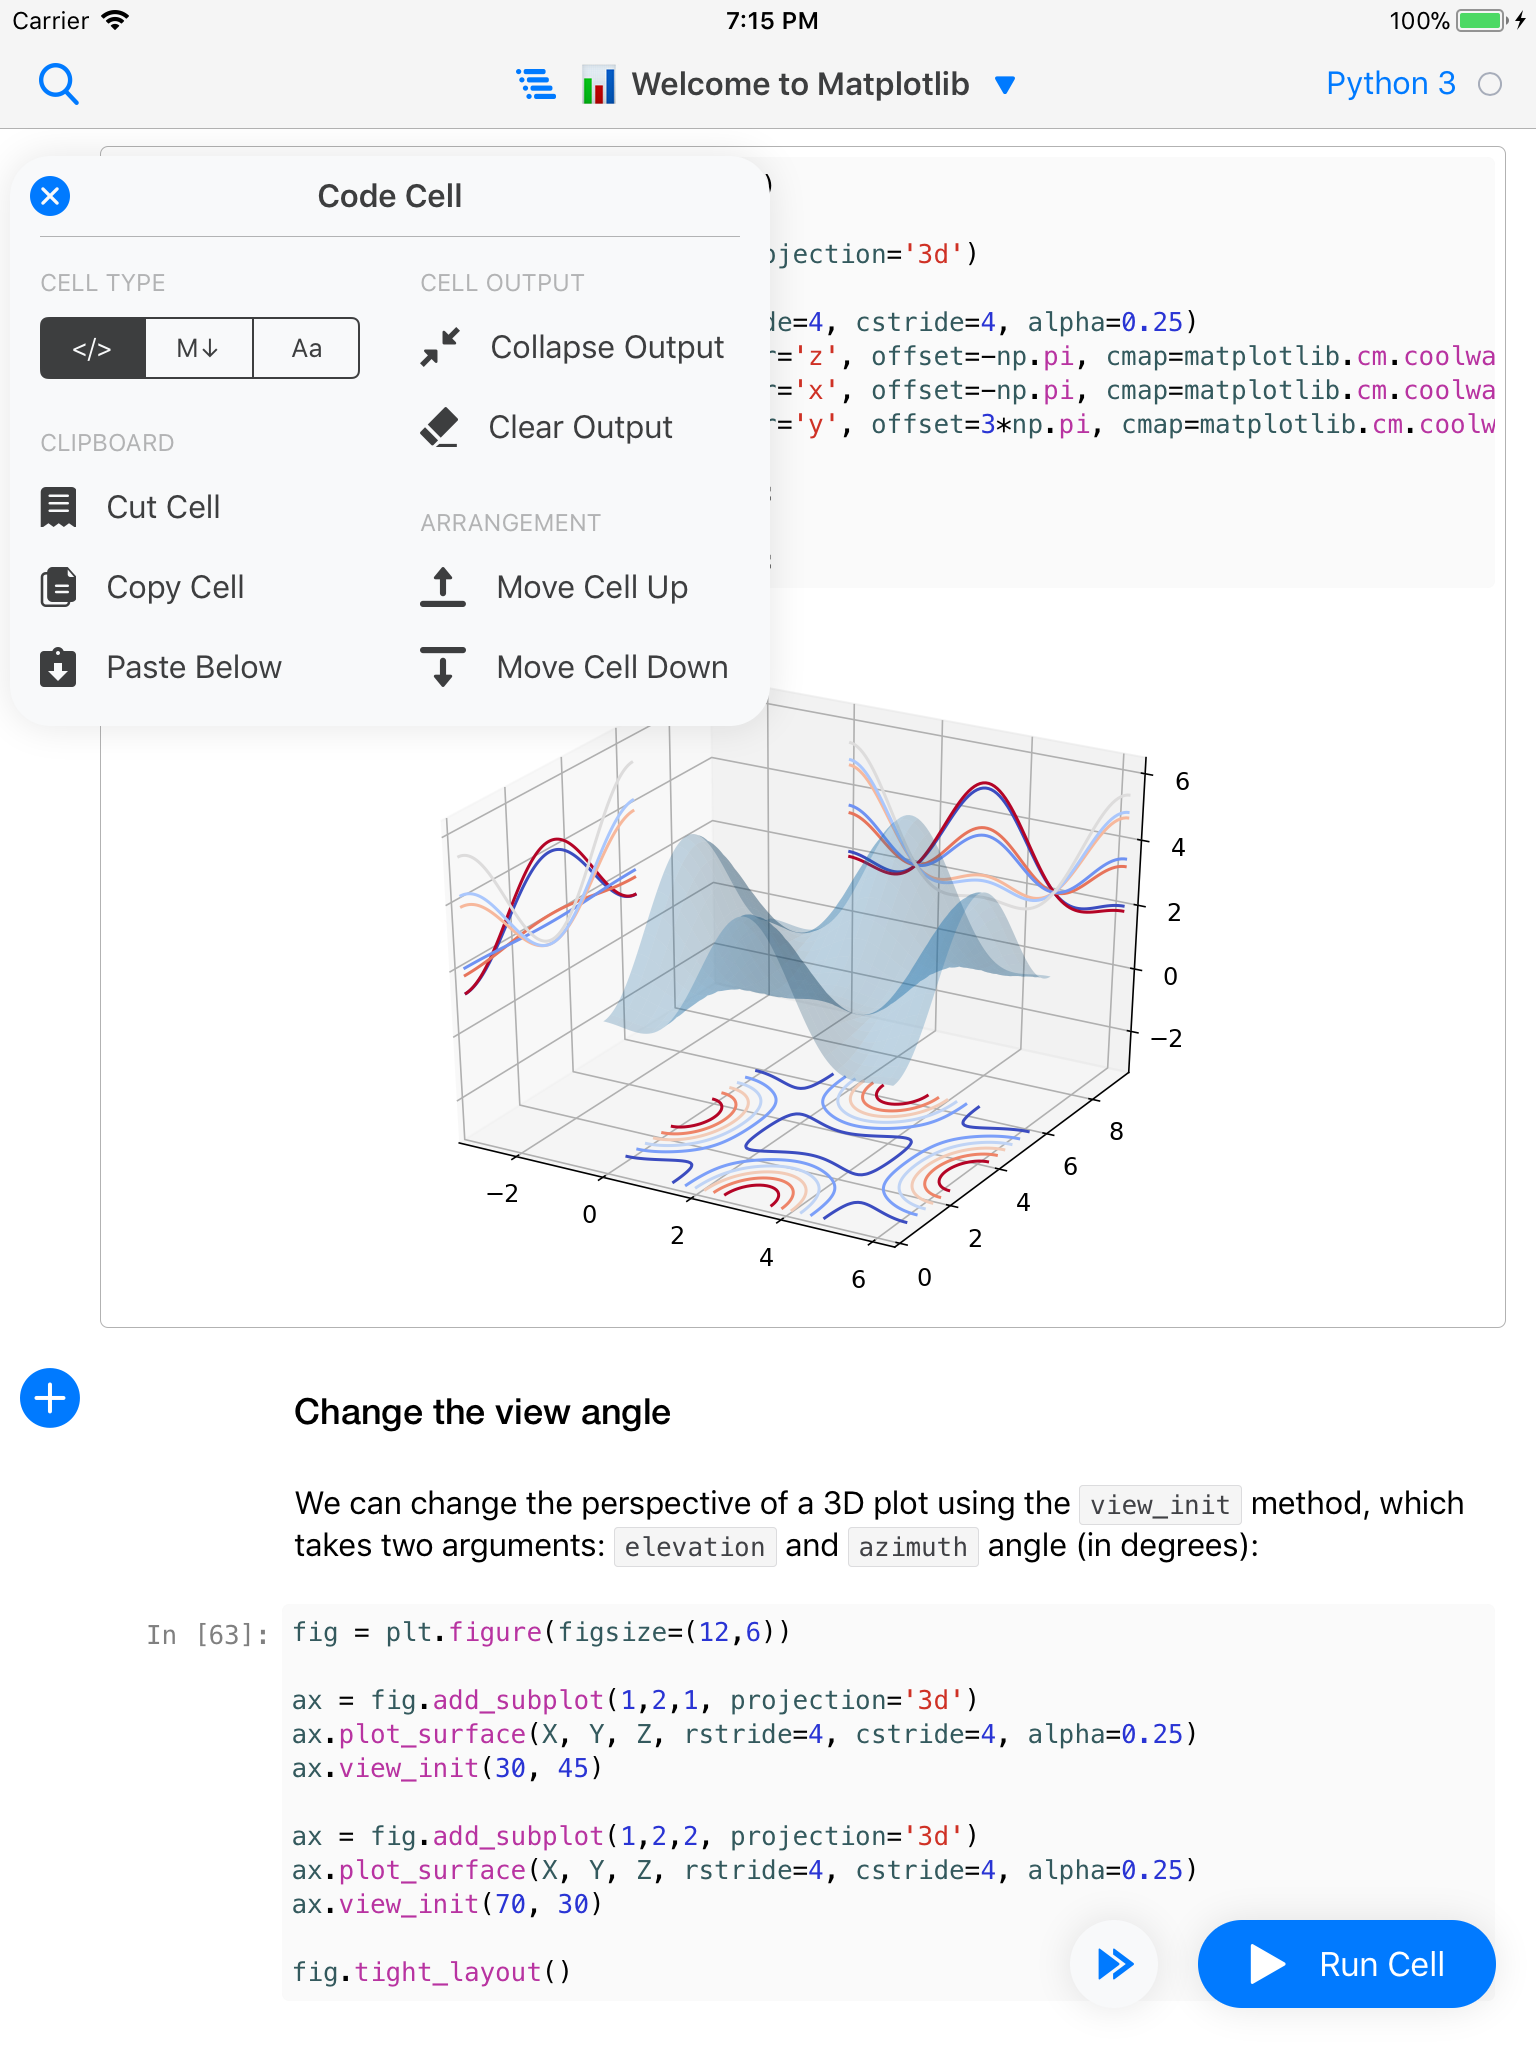 Carrier 7:15 PM 100%
Welcome to Matplotlib Python 3
Code Cell
CELL TYPE
</> M↓ Aa
CLIPBOARD
Cut Cell
Copy Cell
Paste Below
CELL OUTPUT
Collapse Output
Clear Output
ARRANGEMENT
Move Cell Up
Move Cell Down
)
ojection='3d')
de=4, cstride=4, alpha=0.25)
r='z', offset=-np.pi, cmap=matplotlib.cm.coolwa
r='x', offset=-np.pi, cmap=matplotlib.cm.coolwa
r='y', offset=3*np.pi, cmap=matplotlib.cm.coolw
6
4
2
0
−2
8
6
4
2
0
−2
0
2
4
6
Change the view angle
We can change the perspective of a 3D plot using the view_init method, which
takes two arguments: elevation and azimuth angle (in degrees):
In [63]: fig = plt.figure(figsize=(12,6))
ax = fig.add_subplot(1,2,1, projection='3d')
ax.plot_surface(X, Y, Z, rstride=4, cstride=4, alpha=0.25)
ax.view_init(30, 45)
ax = fig.add_subplot(1,2,2, projection='3d')
ax.plot_surface(X, Y, Z, rstride=4, cstride=4, alpha=0.25)
ax.view_init(70, 30)
fig.tight_layout()
Run Cell